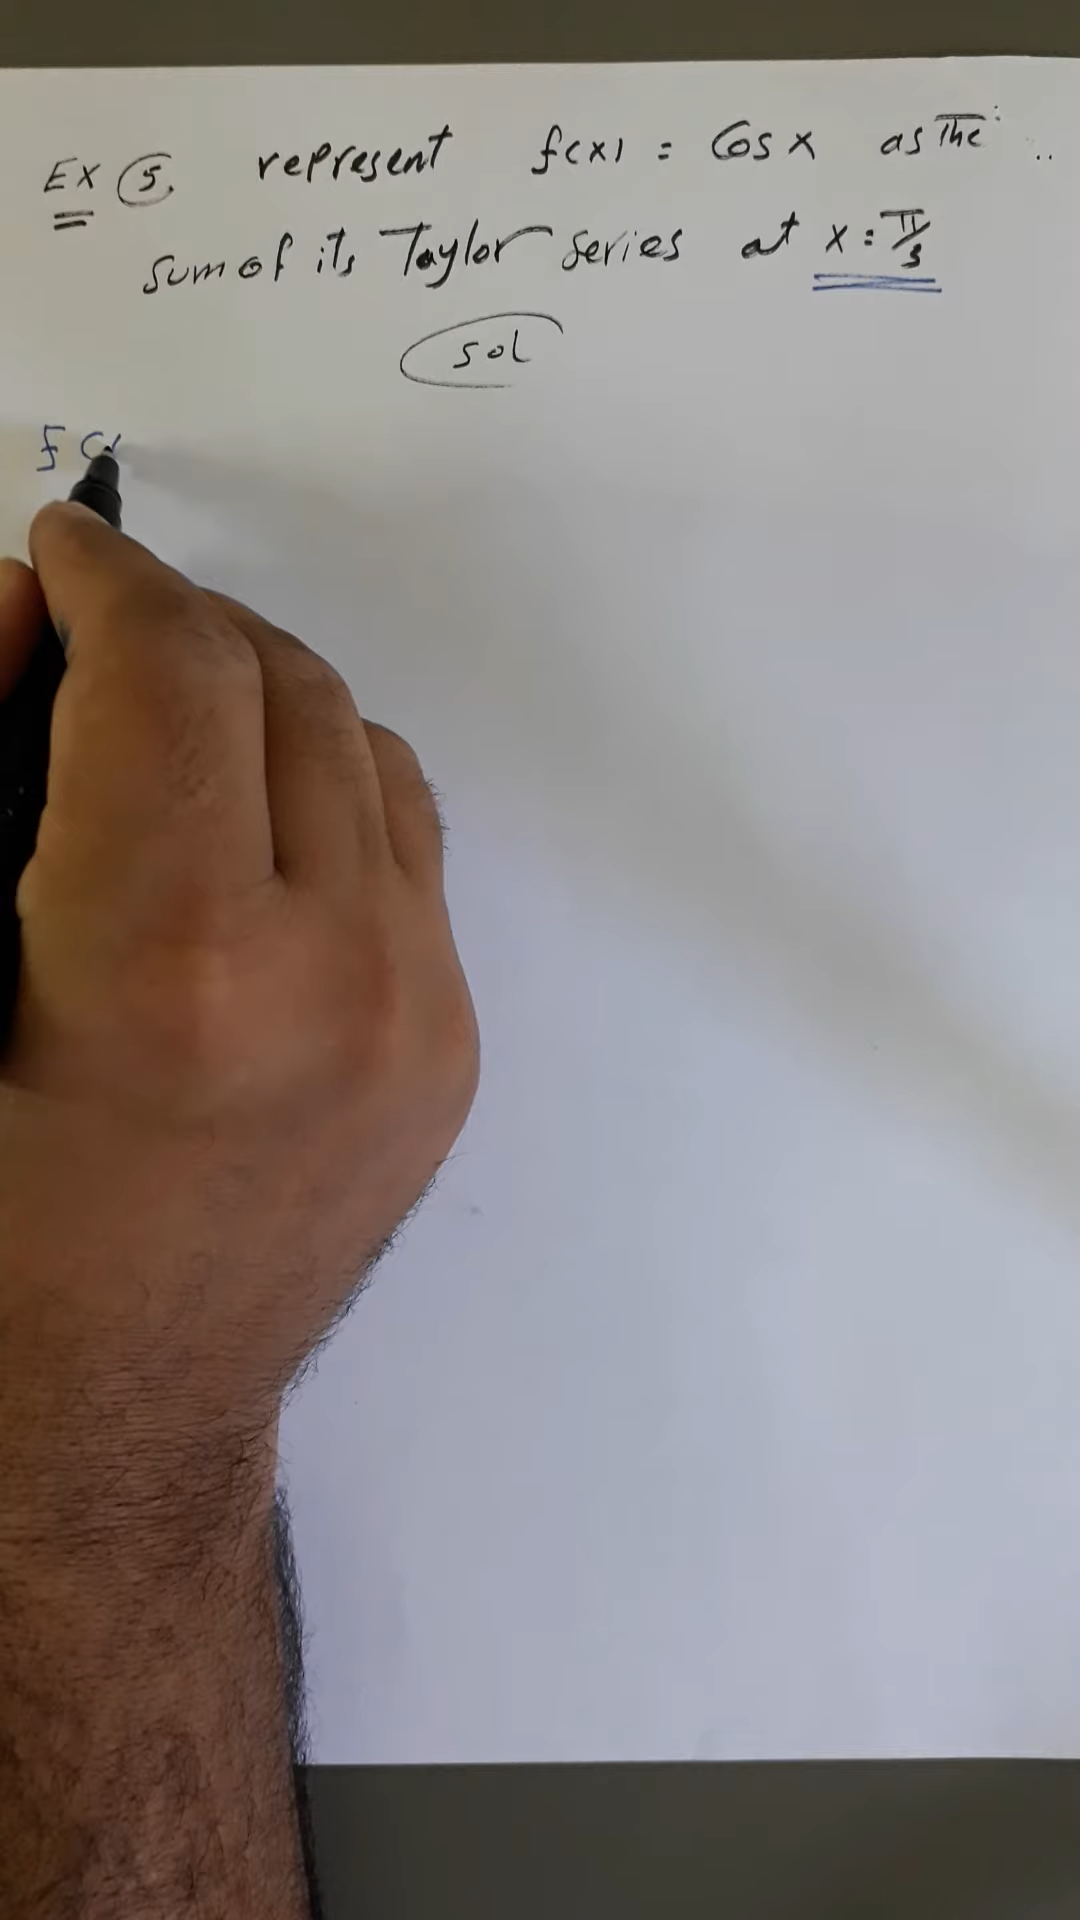 EX 5. represent f(x) = Cos x as The ..
sum of its Taylor series at x = π/3
sol
f(x